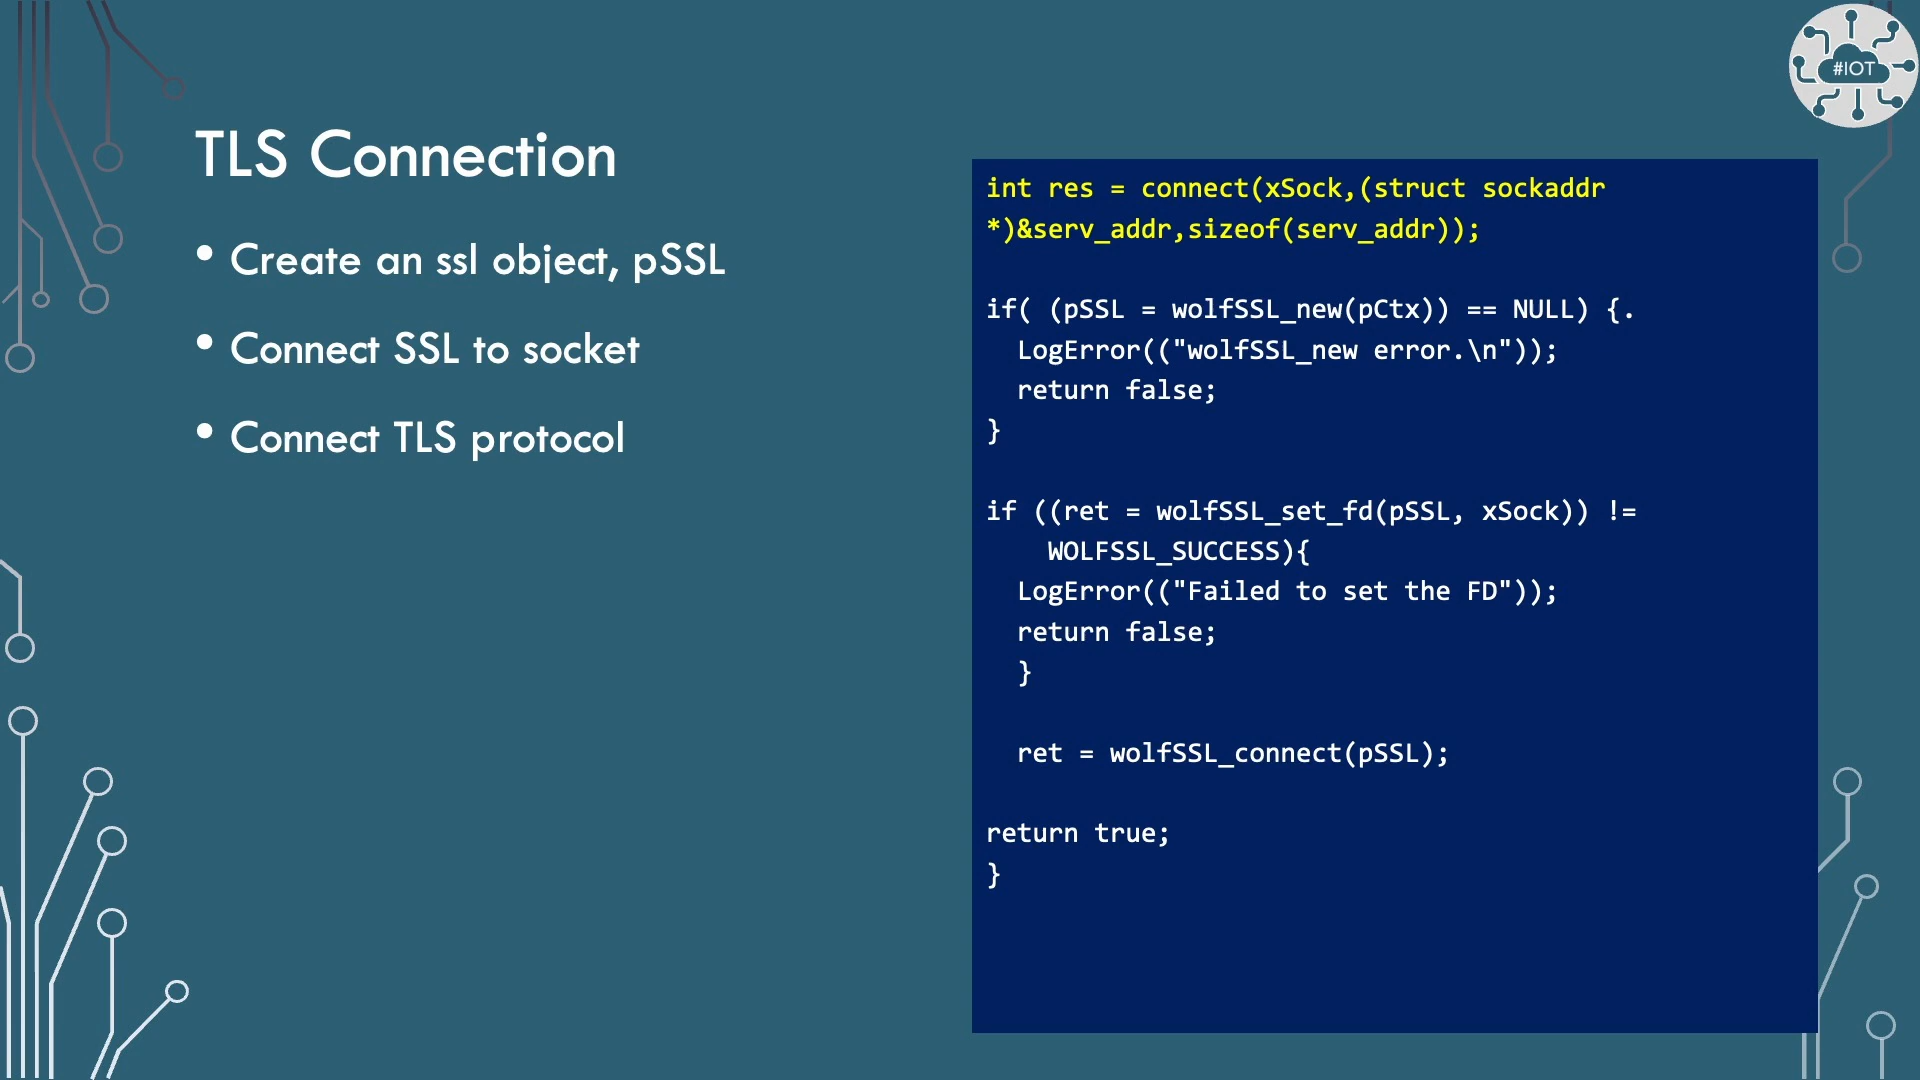 #IOT
TLS Connection
• Create an ssl object, pSSL
• Connect SSL to socket
• Connect TLS protocol
int res = connect(xSock,(struct sockaddr
*)&serv_addr,sizeof(serv_addr));
if( (pSSL = wolfSSL_new(pCtx)) == NULL) {.
  LogError(("wolfSSL_new error.\n"));
  return false;
}
if ((ret = wolfSSL_set_fd(pSSL, xSock)) !=
    WOLFSSL_SUCCESS){
  LogError(("Failed to set the FD"));
  return false;
  }
  ret = wolfSSL_connect(pSSL);
return true;
}